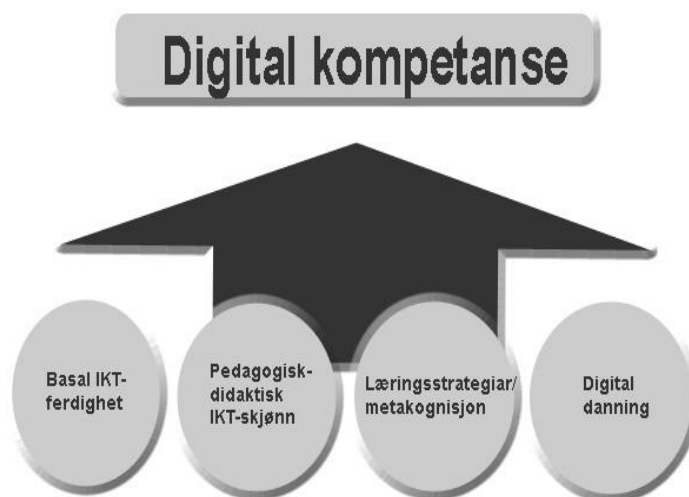 Digital kompetanse
Basal IKT-
ferdighet
Pedagogisk-
didaktisk
IKT-skjønn
Læringsstrategiar/
metakognisjon
Digital
danning